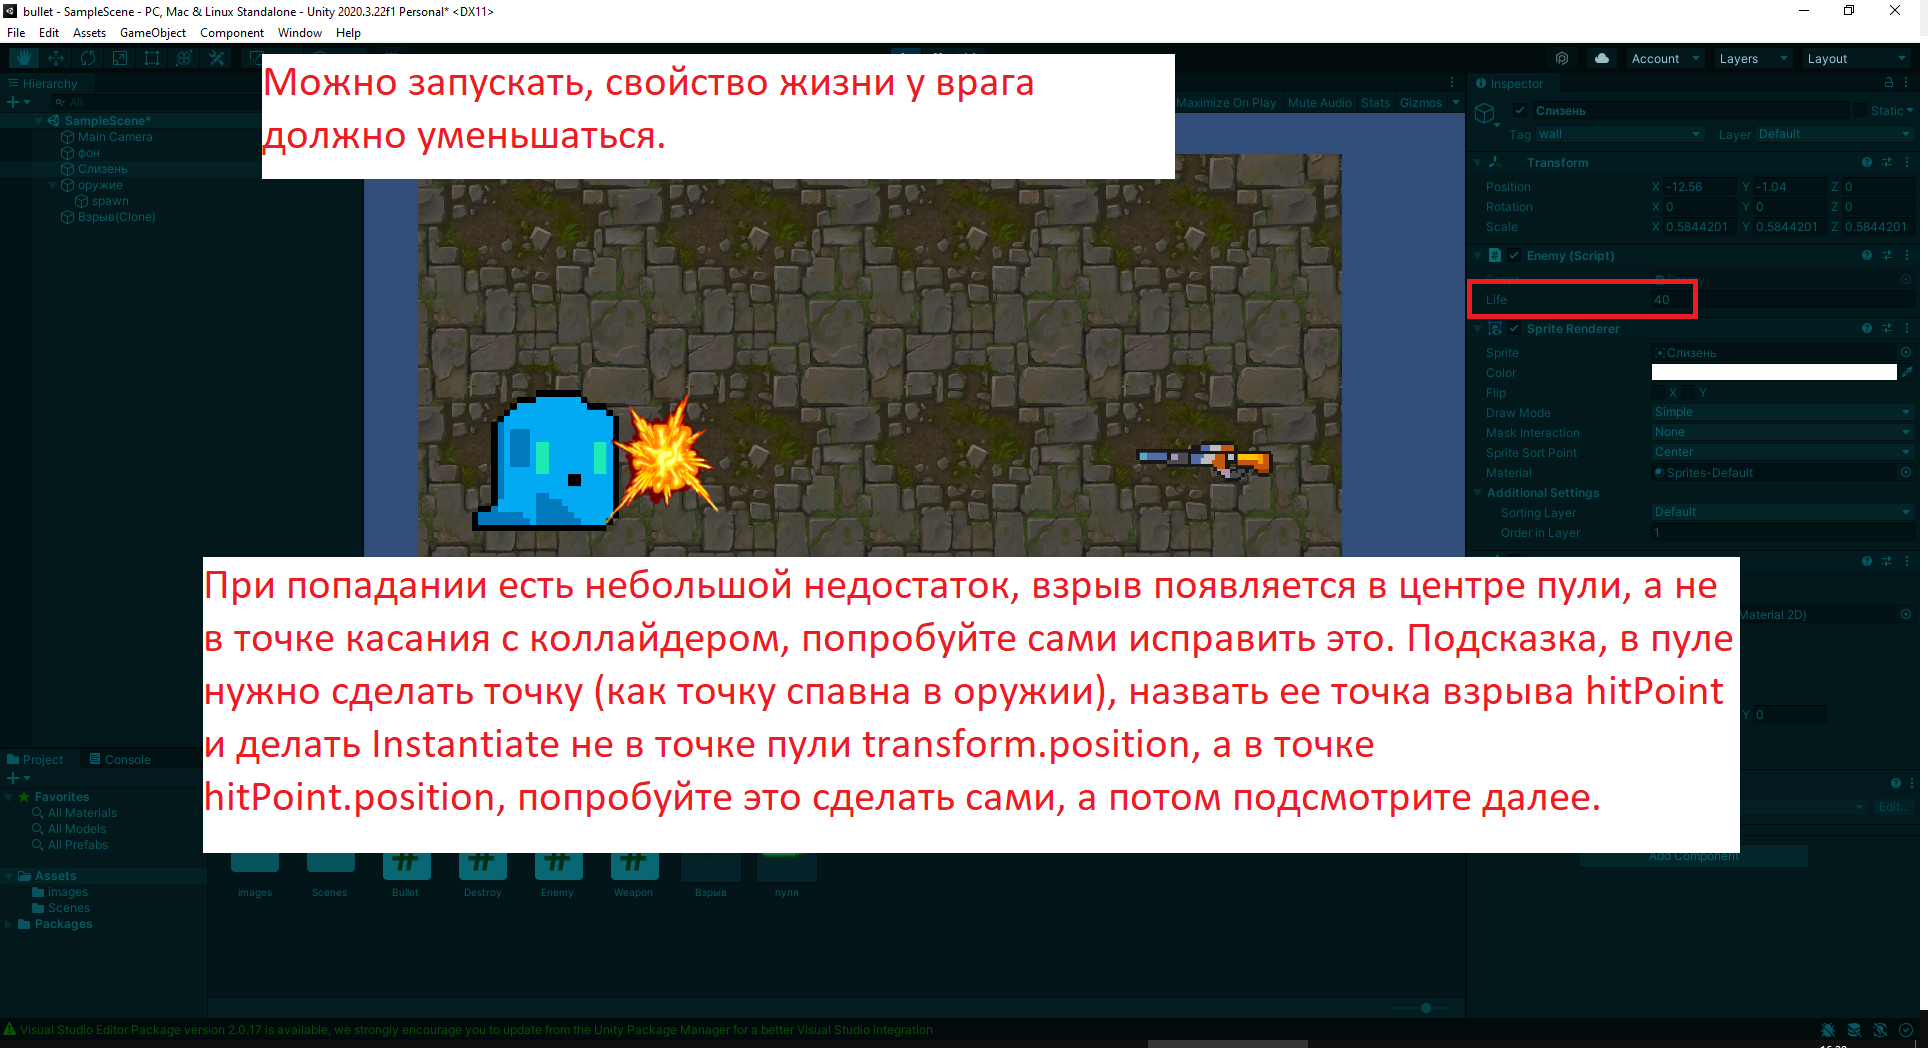 bullet - SampleScene - PC, Mac & Linux Standalone - Unity 2020.3.22f1 Personal* <DX11>
File Edit Assets GameObject Component Window Help
Account Layers Layout
Можно запускать, свойство жизни у врага
должно уменьшаться.
Hierarchy
All
SampleScene*
Main Camera
фон
Слизень
оружие
spawn
Взрыв(Clone)
Maximize On Play Mute Audio Stats Gizmos
Inspector
Слизень Static
Tag wall Layer Default
Transform
Position X -12.56 Y -1.04 Z 0
Rotation X 0 Y 0 Z 0
Scale X 0.5844201 Y 0.5844201 Z 0.5844201
Enemy (Script)
Life 40
Sprite Renderer
Sprite Слизень
Color
Flip X Y
Draw Mode Simple
Mask Interaction None
Sprite Sort Point Center
Material Sprites-Default
Additional Settings
Sorting Layer Default
Order in Layer 1
При попадании есть небольшой недостаток, взрыв появляется в центре пули, а не
в точке касания с коллайдером, попробуйте сами исправить это. Подсказка, в пуле
нужно сделать точку (как точку спавна в оружии), назвать ее точка взрыва hitPoint
и делать Instantiate не в точке пули transform.position, а в точке
hitPoint.position, попробуйте это сделать сами, а потом подсмотрите далее.
Material 2D)
Y 0
Edit...
Add Component
Project Console
Favorites
All Materials
All Models
All Prefabs
Assets
images
Scenes
Packages
images Scenes Bullet Destroy Enemy Weapon Взрыв пуля
Visual Studio Editor Package version 2.0.17 is available, we strongly encourage you to update from the Unity Package Manager for a better Visual Studio integration